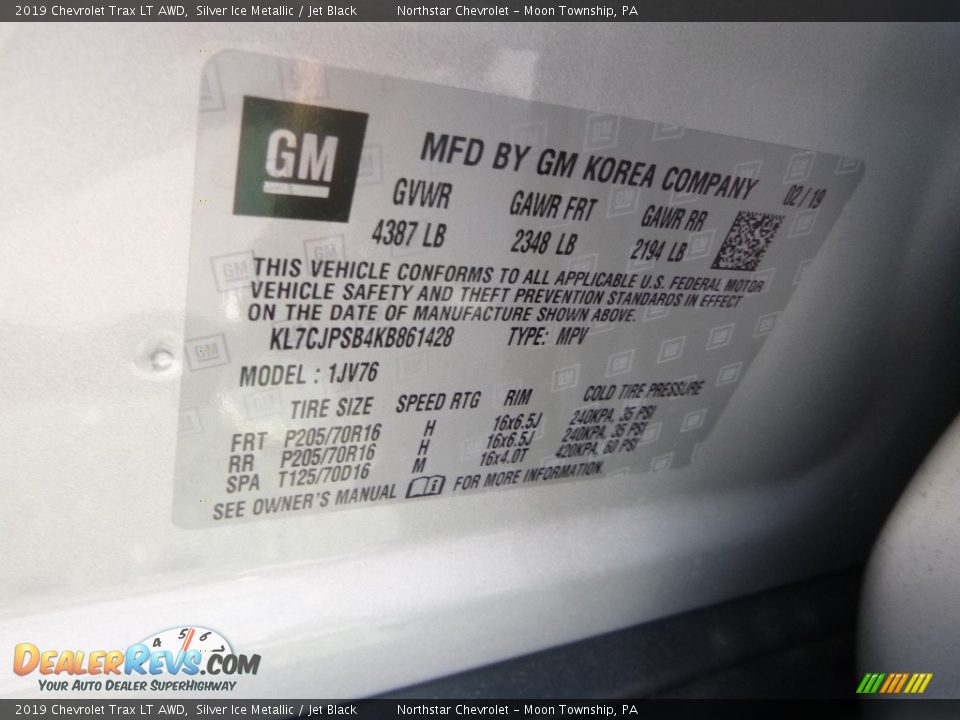 2019 Chevrolet Trax LT AWD,  Silver Ice Metallic / Jet Black          Northstar Chevrolet - Moon Township, PA
GM
MFD BY GM KOREA COMPANY 02 / 19
GVWR GAWR FRT GAWR RR
4387 LB 2348 LB 2194 LB
THIS VEHICLE CONFORMS TO ALL APPLICABLE U.S. FEDERAL MOTOR
VEHICLE SAFETY AND THEFT PREVENTION STANDARDS IN EFFECT
ON THE DATE OF MANUFACTURE SHOWN ABOVE.
KL7CJPSB4KB861428 TYPE: MPV
MODEL : 1JV76
TIRE SIZE SPEED RTG RIM COLD TIRE PRESSURE
FRT P205/70R16 H 16x6.5J 240KPA, 35 PSI
RR P205/70R16 H 16x6.5J 240KPA, 35 PSI
SPA T125/70D16 M 16x4.0T 420KPA, 60 PSI
SEE OWNER'S MANUAL FOR MORE INFORMATION.
4 5 6 7
DEALERREVS.COM
YOUR AUTO DEALER SUPERHIGHWAY
2019 Chevrolet Trax LT AWD,  Silver Ice Metallic / Jet Black          Northstar Chevrolet - Moon Township, PA